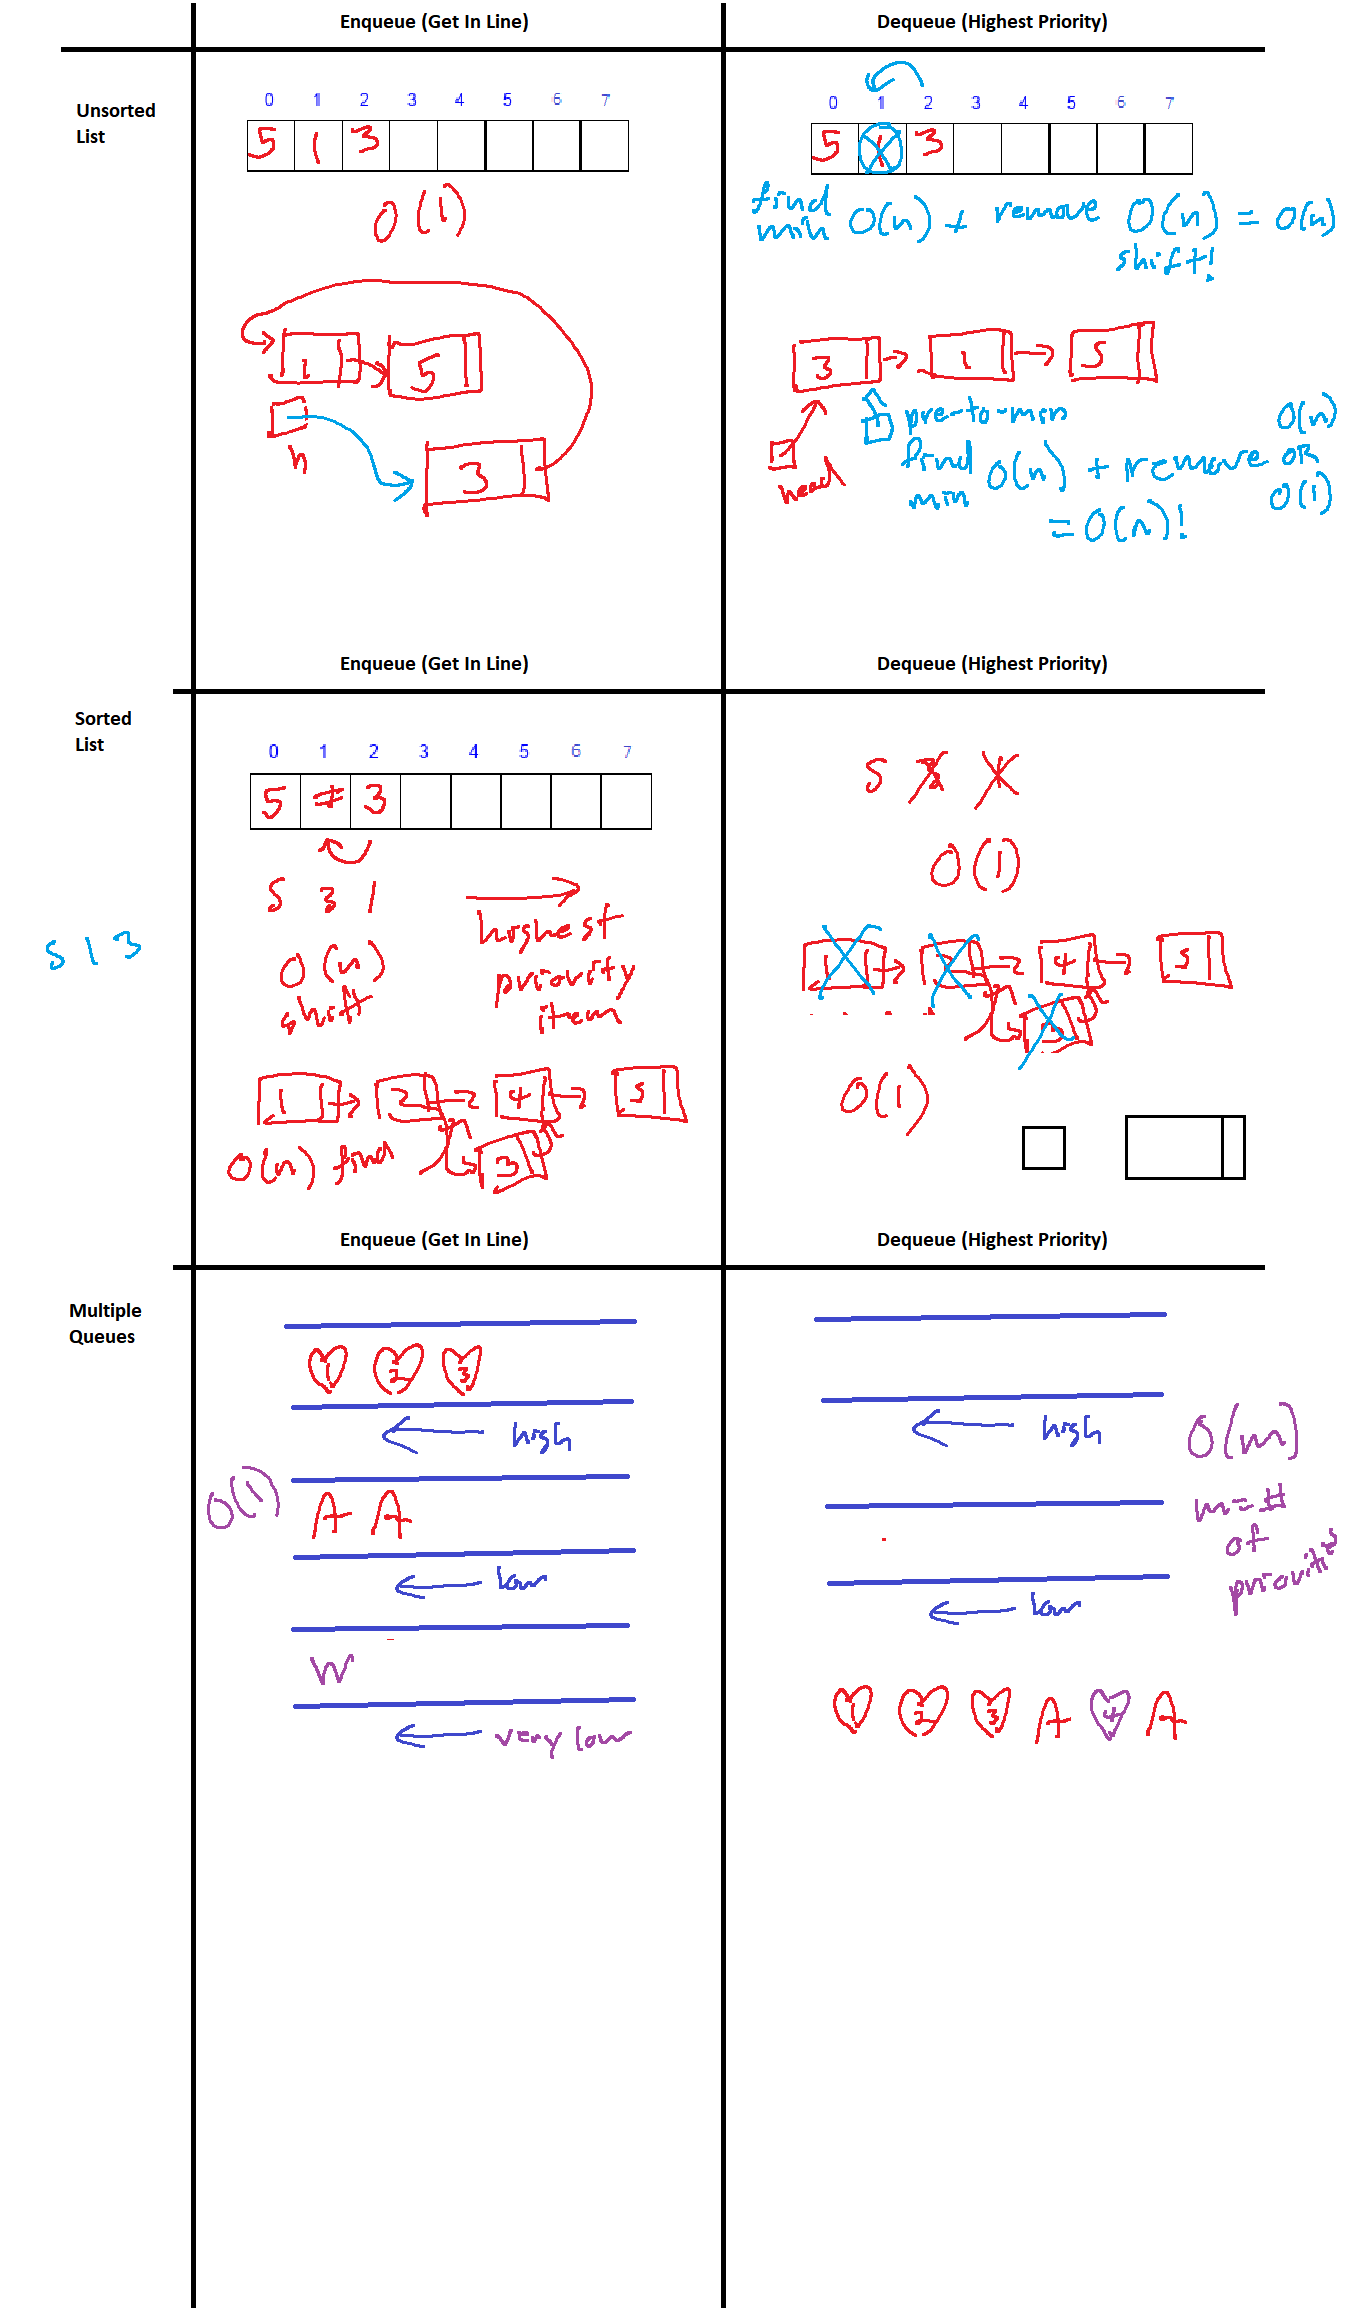 Enqueue (Get In Line)
Dequeue (Highest Priority)
Unsorted
List
0 1 2 3 4 5 6 7
5 1 3
O(1)
1 5
h
3
0 1 2 3 4 5 6 7
5 1 3
find
min O(n) + remove O(n) = O(n)
shift!
3 1 5
head
pre-to-min
find
min O(n) + remove O(n) OR O(1)
= O(n)!
Enqueue (Get In Line)
Dequeue (Highest Priority)
Sorted
List
0 1 2 3 4 5 6 7
5 3
5 3 1
highest
priority
item
O(n)
shift
5 1 3
1 2 4 5
3
O(n) find
5 3 1
O(1)
1 2 4 5
3
O(1)
Enqueue (Get In Line)
Dequeue (Highest Priority)
Multiple
Queues
1 2 3
high
O(1)
A A
low
W
very low
high
low
O(m)
m = #
of
priorities
1 2 3 A 4 A